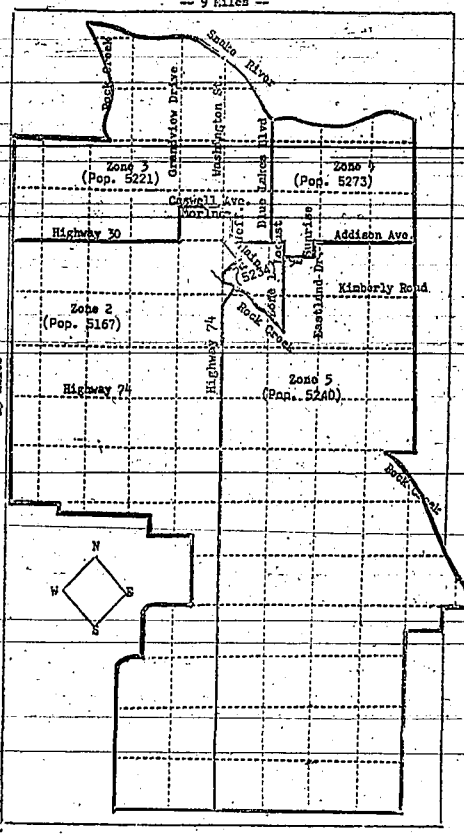 -- 9 Miles --
Snake River
Rock Creek
Grandview Drive
Washington St.
Blue Lakes Blvd
Zone 3
(Pop. 5221)
Zone 4
(Pop. 5273)
Caswell Ave.
Highway 30
Addison Ave.
Locust
Sunrise
Eastland Dr.
Kimberly Road
Zone 2
(Pop. 5167)
Rock Creek
Highway 74
Highway 74
Zone 5
(Pop. 5240)
Rock Creek
N
W
E
S